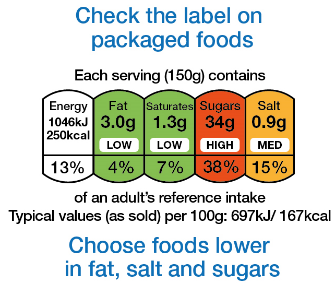 Check the label on
packaged foods
Each serving (150g) contains
Energy Fat Saturates Sugars Salt
1046kJ 3.0g 1.3g 34g 0.9g
250kcal LOW LOW HIGH MED
13% 4% 7% 38% 15%
of an adult's reference intake
Typical values (as sold) per 100g: 697kJ/ 167kcal
Choose foods lower
in fat, salt and sugars